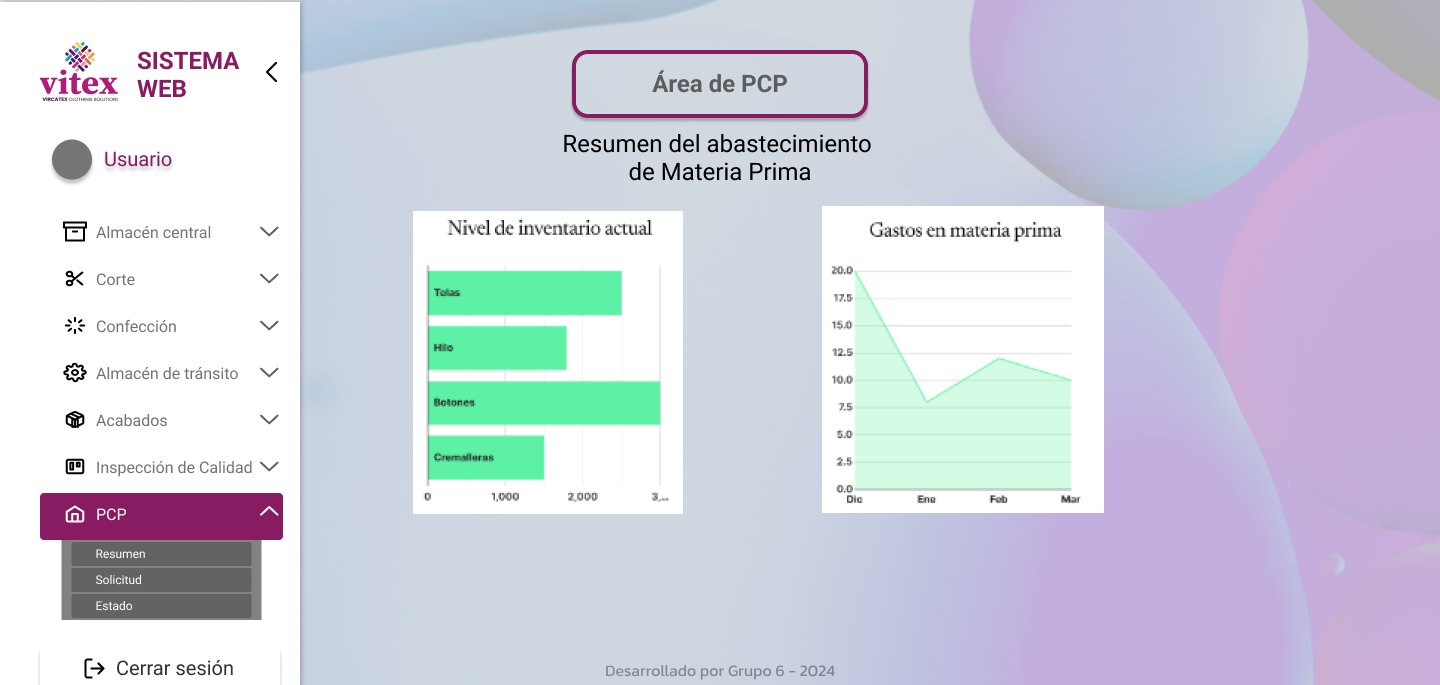 vitex
VIRCATEX CLOTHING SOLUTIONS
SISTEMA
WEB
Usuario
Almacén central
Corte
Confección
Almacén de tránsito
Acabados
Inspección de Calidad
PCP
Resumen
Solicitud
Estado
Cerrar sesión
Área de PCP
Resumen del abastecimiento
de Materia Prima
Nivel de inventario actual
Telas
Hilo
Botones
Cremalleras
0 1,000 2,000 3,...
Gastos en materia prima
20.0
17.5
15.0
12.5
10.0
7.5
5.0
2.5
0.0
Dic Ene Feb Mar
Desarrollado por Grupo 6 - 2024